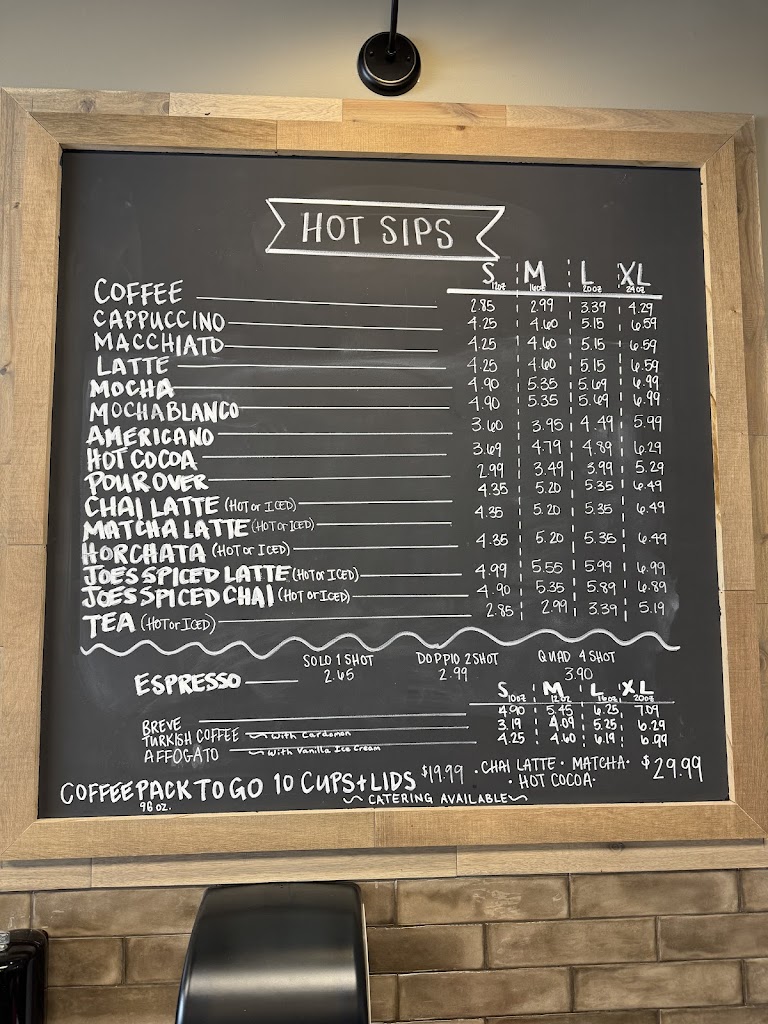 HOT SIPS
S 12oz M 16oz L 20oz XL 24oz
COFFEE 2.85 2.99 3.39 4.29
CAPPUCCINO 4.25 4.60 5.15 6.59
MACCHIATO 4.25 4.60 5.15 6.59
LATTE 4.25 4.60 5.15 6.59
MOCHA 4.90 5.35 5.69 6.99
MOCHABLANCO 4.90 5.35 5.69 6.99
AMERICANO 3.60 3.95 4.49 5.99
HOT COCOA 3.69 4.79 4.89 6.29
POUR OVER 2.99 3.49 3.99 5.29
CHAI LATTE (HOT or ICED) 4.35 5.20 5.35 6.49
MATCHA LATTE (HOT or ICED) 4.35 5.20 5.35 6.49
HORCHATA (HOT or ICED) 4.35 5.20 5.35 6.49
JOES SPICED LATTE (HOT or ICED) 4.99 5.55 5.99 6.99
JOES SPICED CHAI (HOT or ICED) 4.90 5.35 5.89 6.89
TEA (HOT or ICED) 2.85 2.99 3.39 5.19
SOLO 1 SHOT DOPPIO 2 SHOT QUAD 4 SHOT
ESPRESSO 2.65 2.99 3.90
S 10oz M 12oz L 16oz XL 20oz
BREVE 4.90 5.45 6.25 7.09
TURKISH COFFEE with Cardamon 3.19 4.09 5.25 6.29
AFFOGATO with Vanilla Ice Cream 4.25 4.60 6.19 6.99
COFFEE PACK TO GO 10 CUPS + LIDS $19.99 · CHAI LATTE · MATCHA · $29.99
96 oz. · HOT COCOA ·
~ CATERING AVAILABLE ~